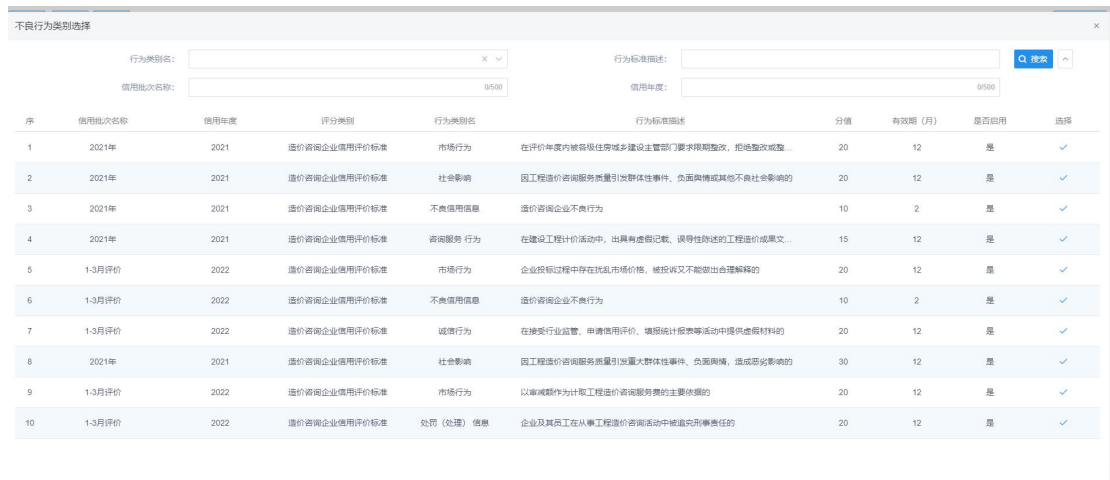 不良行为类别选择 ×
行为类别名: 行为标准描述: 搜索
信用批次名称: 0/500 信用年度: 0/500
序 信用批次名称 信用年度 评分类别 行为类别名 行为标准描述 分值 有效期（月） 是否启用 选择
1 2021年 2021 造价咨询企业信用评价标准 市场行为 在评价年度内被各级住房城乡建设主管部门要求限期整改，拒绝整改或整... 20 12 是
2 2021年 2021 造价咨询企业信用评价标准 社会影响 因工程造价咨询服务质量引发群体性事件、负面舆情或其他不良社会影响的 20 12 是
3 2021年 2021 造价咨询企业信用评价标准 不良信用信息 造价咨询企业不良行为 10 2 是
4 2021年 2021 造价咨询企业信用评价标准 咨询服务 行为 在建设工程计价活动中，出具有虚假记载、误导性陈述的工程造价成果文... 15 12 是
5 1-3月评价 2022 造价咨询企业信用评价标准 市场行为 企业投标过程中存在扰乱市场价格，被投诉又不能做出合理解释的 20 12 是
6 1-3月评价 2022 造价咨询企业信用评价标准 不良信用信息 造价咨询企业不良行为 10 2 是
7 1-3月评价 2022 造价咨询企业信用评价标准 诚信行为 在接受行业监管、申请信用评价、填报统计报表等活动中提供虚假材料的 20 12 是
8 2021年 2021 造价咨询企业信用评价标准 社会影响 因工程造价咨询服务质量引发重大群体性事件、负面舆情，造成恶劣影响的 30 12 是
9 1-3月评价 2022 造价咨询企业信用评价标准 市场行为 以审减额作为计取工程造价咨询服务费的主要依据的 20 12 是
10 1-3月评价 2022 造价咨询企业信用评价标准 处罚（处理） 信息 企业及其员工在从事工程造价咨询活动中被追究刑事责任的 20 12 是